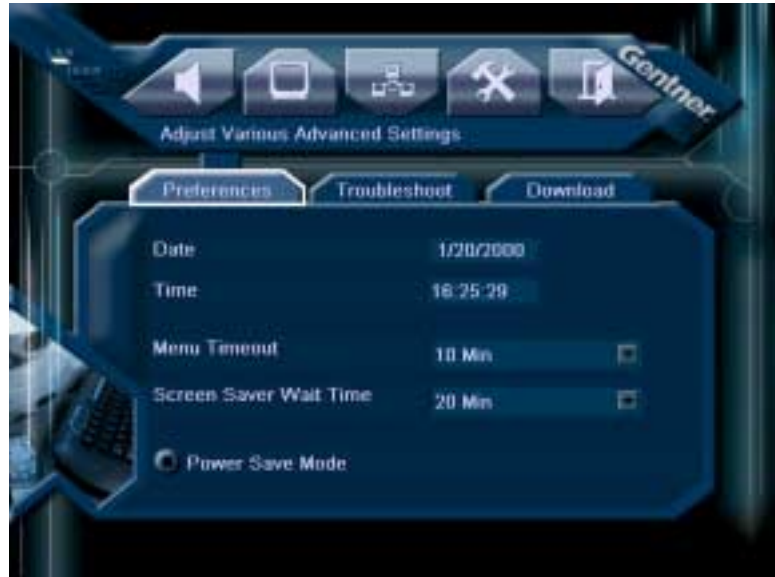 Gentner
Adjust Various Advanced Settings
Preferences
Troubleshoot
Download
Date
1/20/2000
Time
16:25:29
Menu Timeout
10 Min
Screen Saver Wait Time
20 Min
Power Save Mode